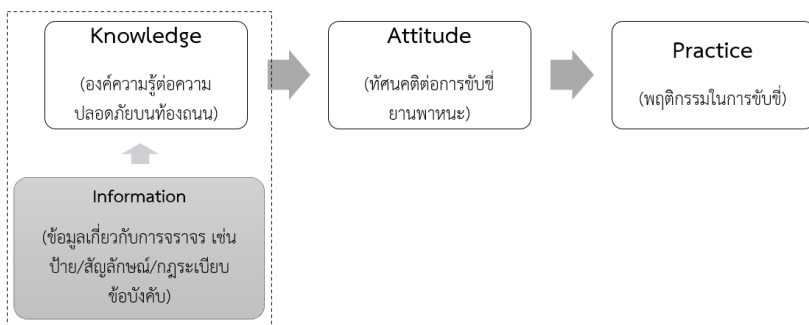 Knowledge
(องค์ความรู้ต่อความ
ปลอดภัยบนท้องถนน)
Attitude
(ทัศนคติต่อการขับขี่
ยานพาหนะ)
Practice
(พฤติกรรมในการขับขี่)
Information
(ข้อมูลเกี่ยวกับการจราจร เช่น
ป้าย/สัญลักษณ์/กฎระเบียบ
ข้อบังคับ)